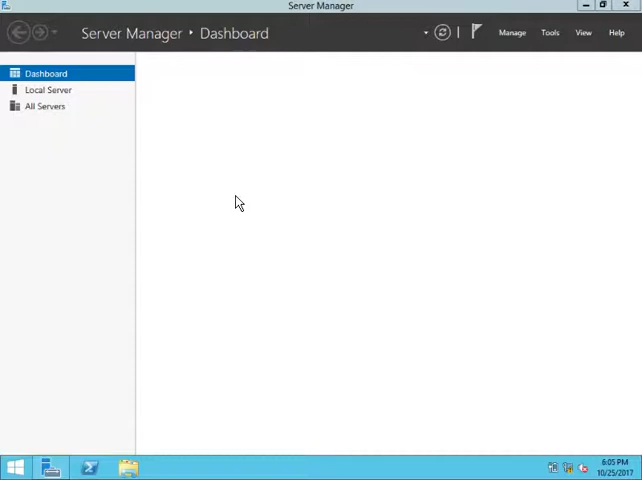 Server Manager
Server Manager ‣ Dashboard
Manage
Tools
View
Help
Dashboard
Local Server
All Servers
6:05 PM
10/25/2017